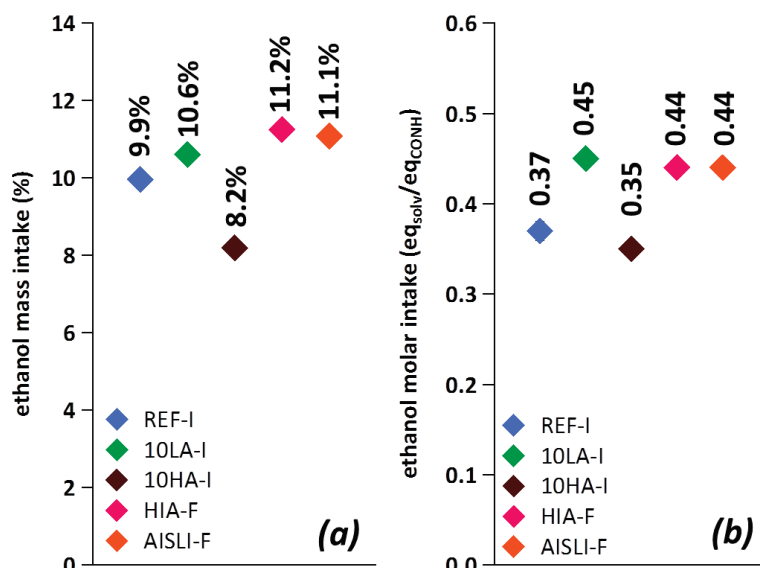 14
12
10
8
6
4
2
0
ethanol mass intake (%)
9.9%
10.6%
8.2%
11.2%
11.1%
REF-I
10LA-I
10HA-I
HIA-F
AISLI-F
(a)
0.6
0.5
0.4
0.3
0.2
0.1
0.0
ethanol molar intake (eqsolv/eqCONH)
0.37
0.45
0.35
0.44
0.44
REF-I
10LA-I
10HA-I
HIA-F
AISLI-F
(b)